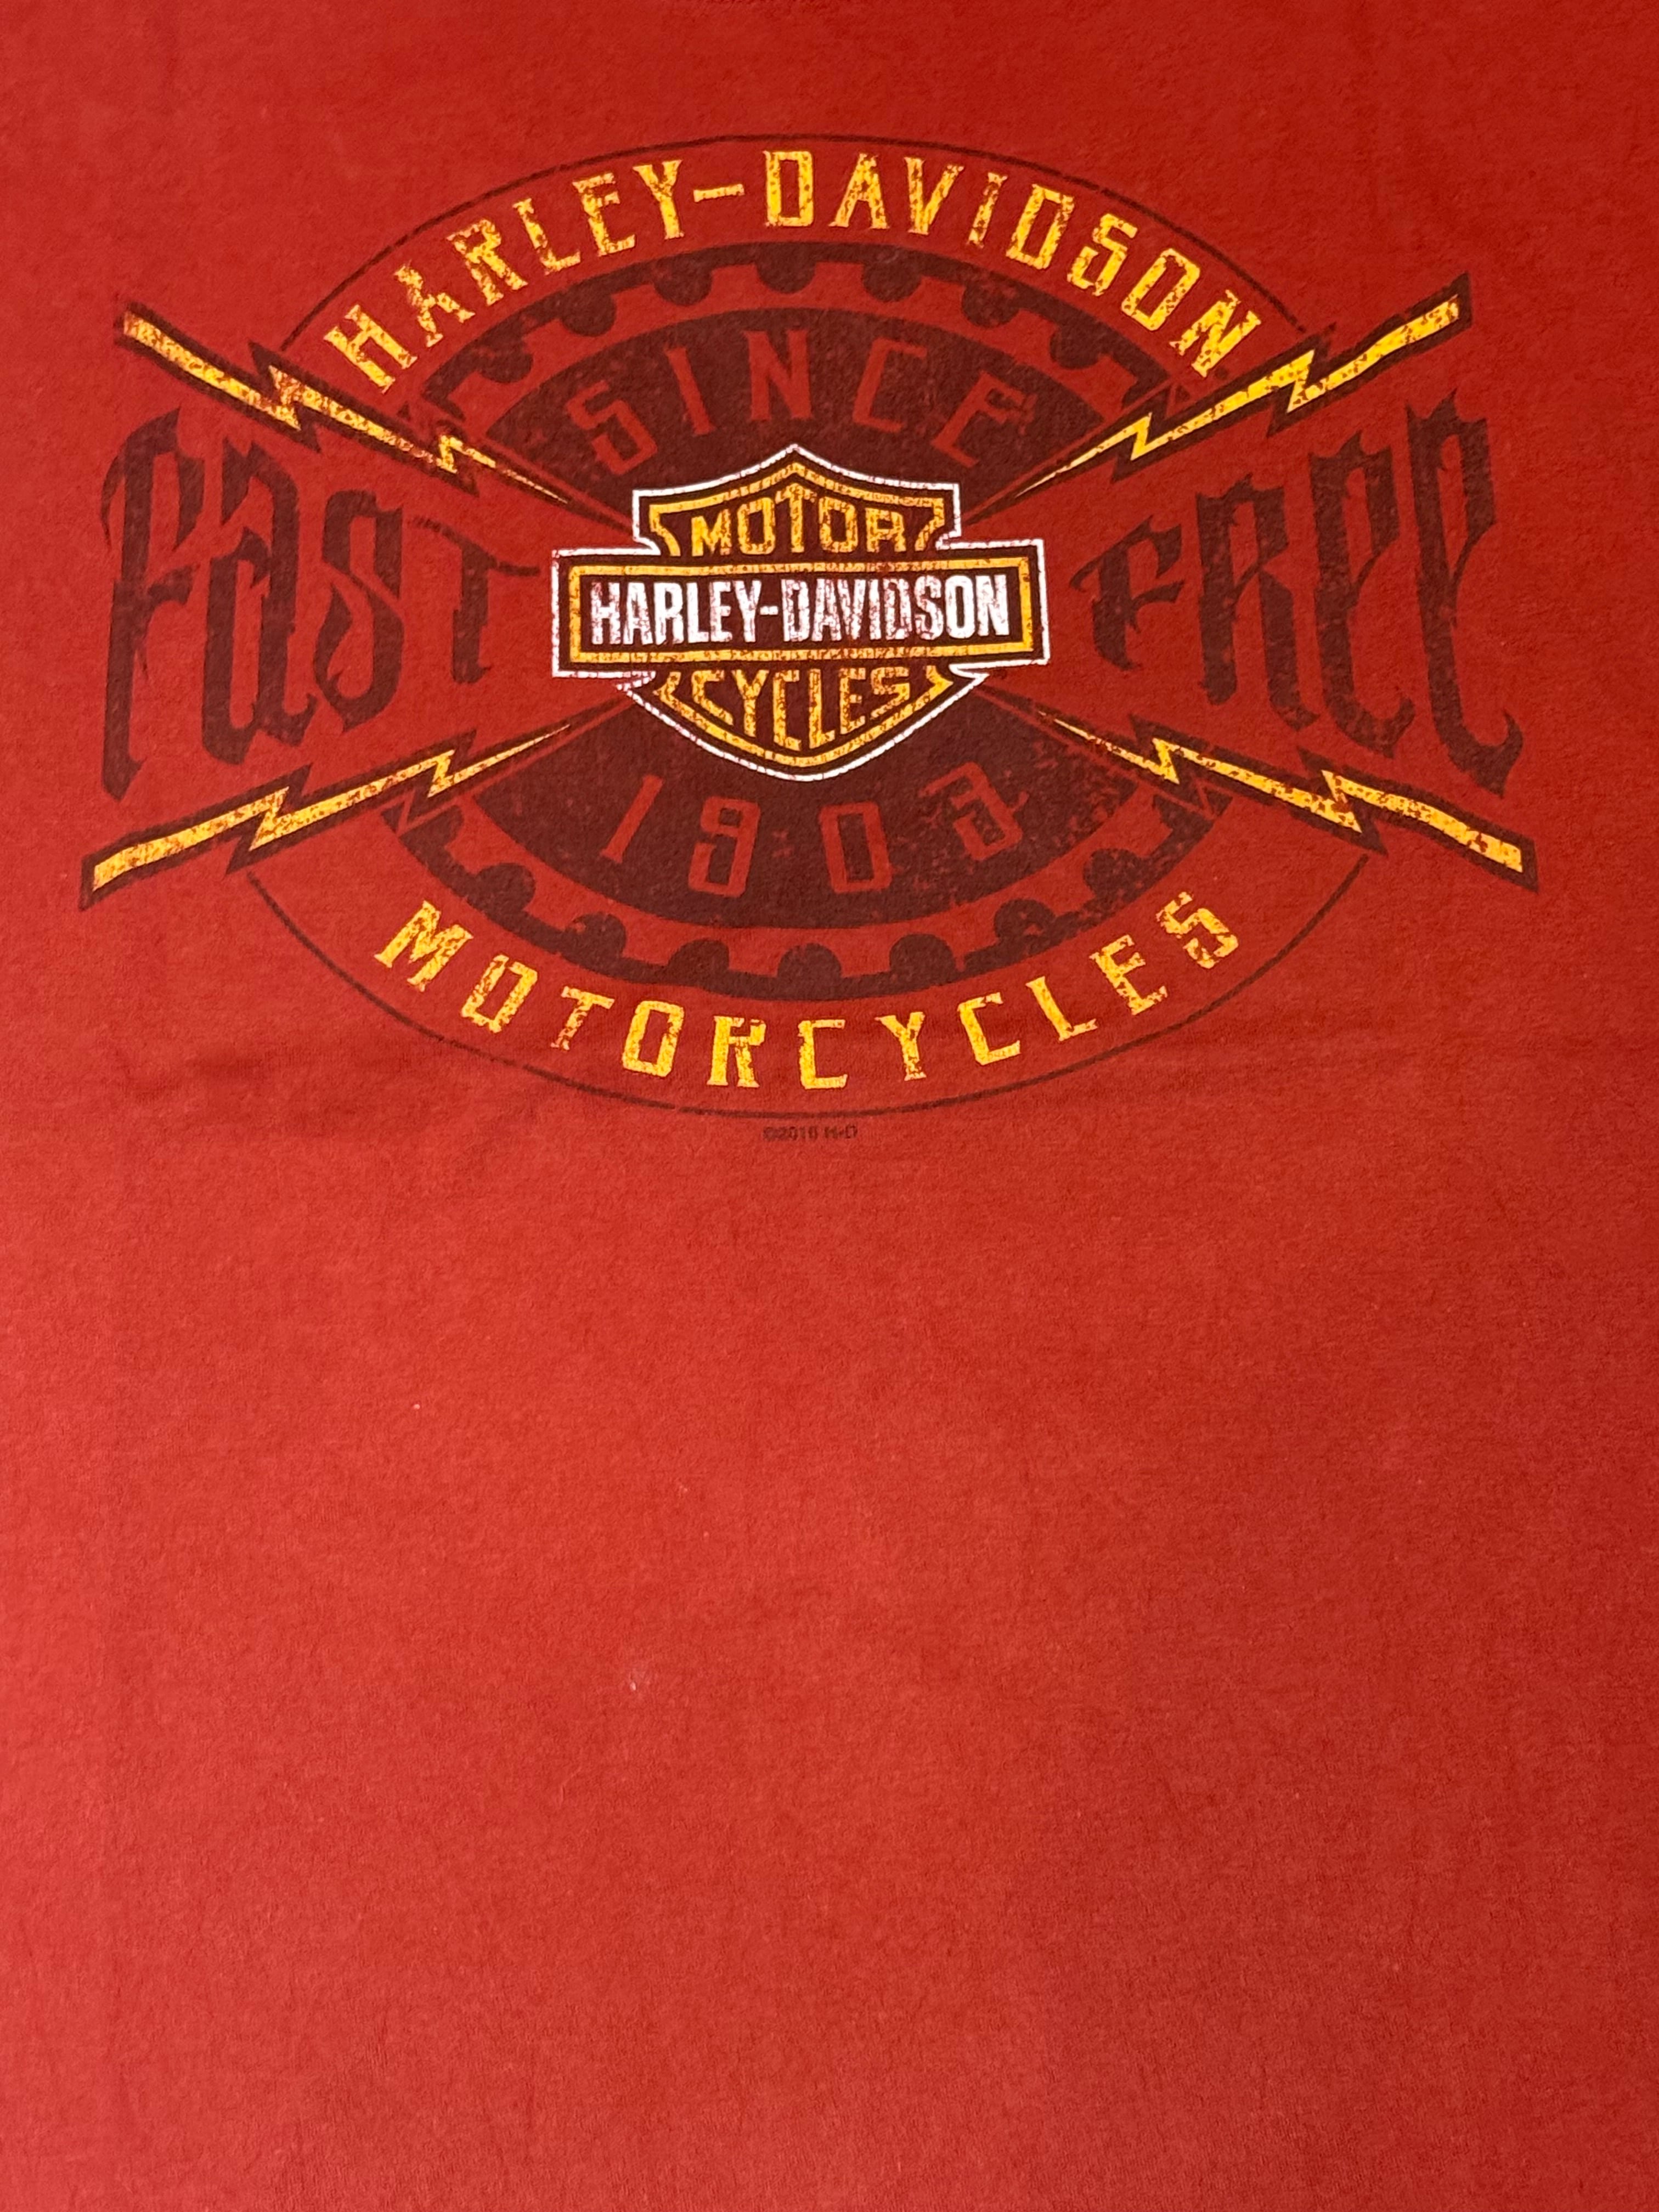 HARLEY-DAVIDSON
SINCE
FAST
MOTOR
HARLEY-DAVIDSON
CYCLES
FREE
1903
MOTORCYCLES